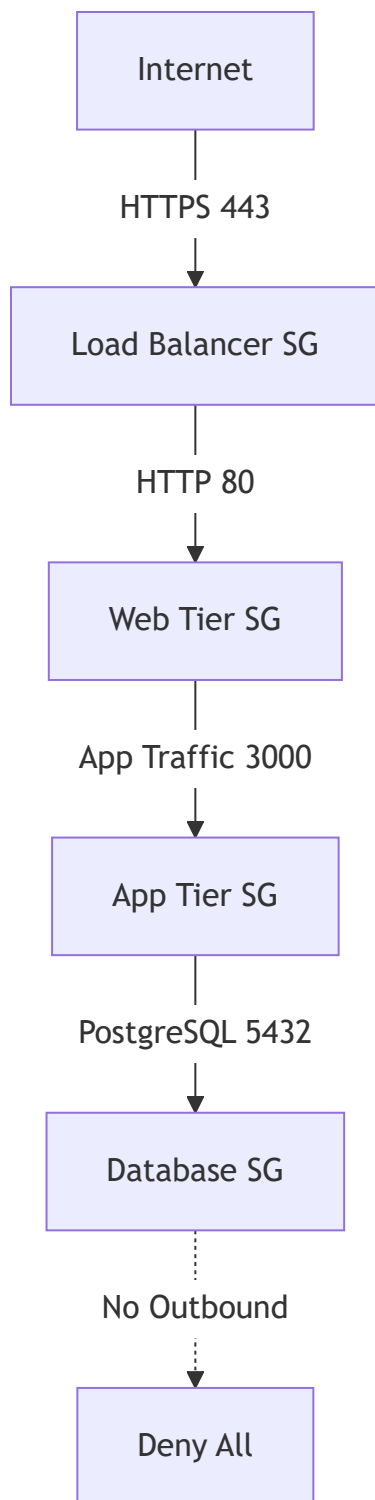 Internet
HTTPS 443
Load Balancer SG
HTTP 80
Web Tier SG
App Traffic 3000
App Tier SG
PostgreSQL 5432
Database SG
No Outbound
Deny All